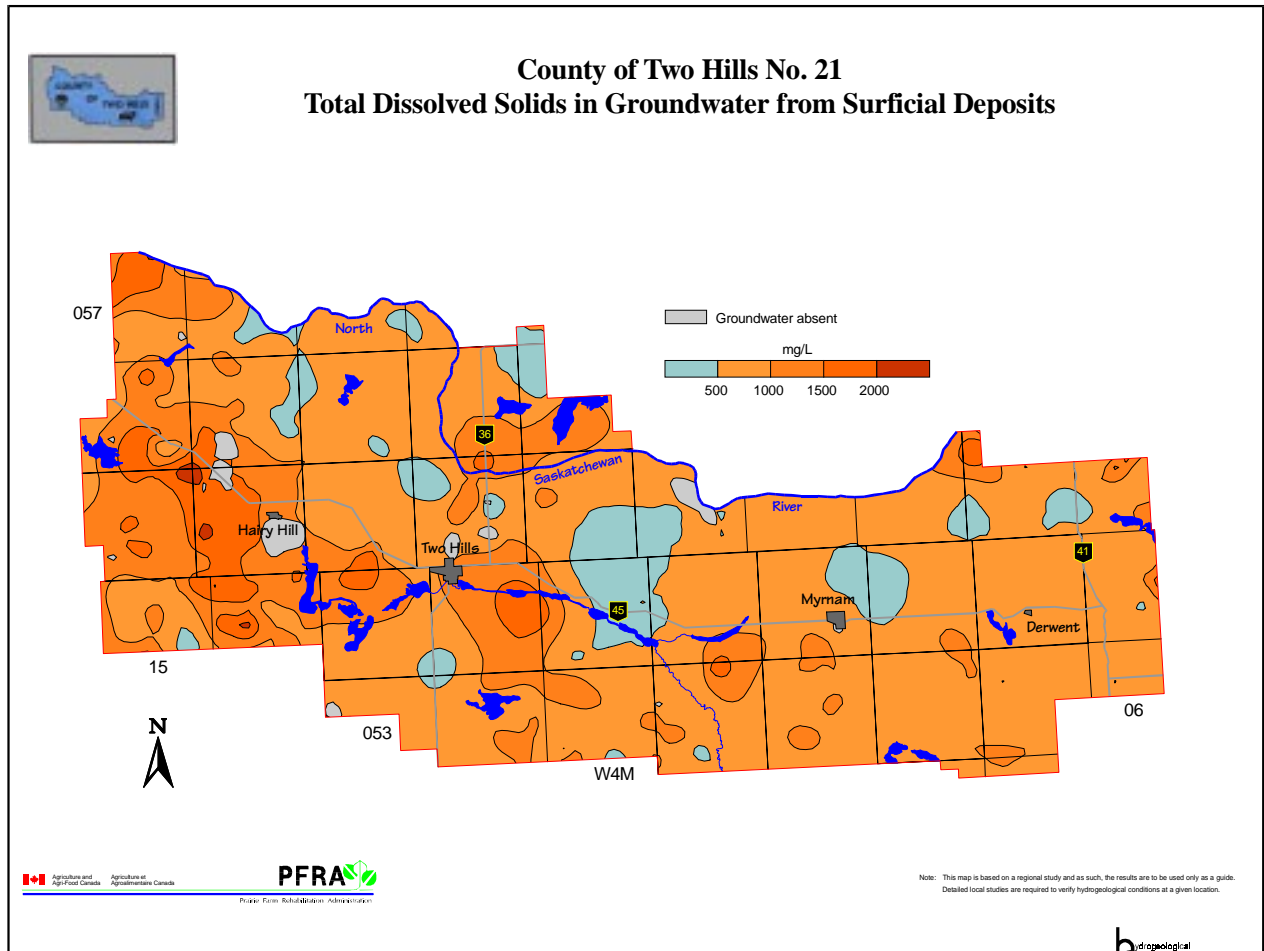 County of Two Hills No. 21
Total Dissolved Solids in Groundwater from Surficial Deposits
COUNTY
OF TWO HILLS
057
North
Groundwater absent
mg/L
500 1000 1500 2000
36
Saskatchewan
River
Hairy Hill
Two Hills
41
45
Myrnam
Derwent
15
06
053
N
W4M
Agriculture and Agri-Food Canada
Agriculture et Agroalimentaire Canada
PFRA
Prairie Farm Rehabilitation Administration
Note: This map is based on a regional study and as such, the results are to be used only as a guide.
Detailed local studies are required to verify hydrogeological conditions at a given location.
hydrogeological